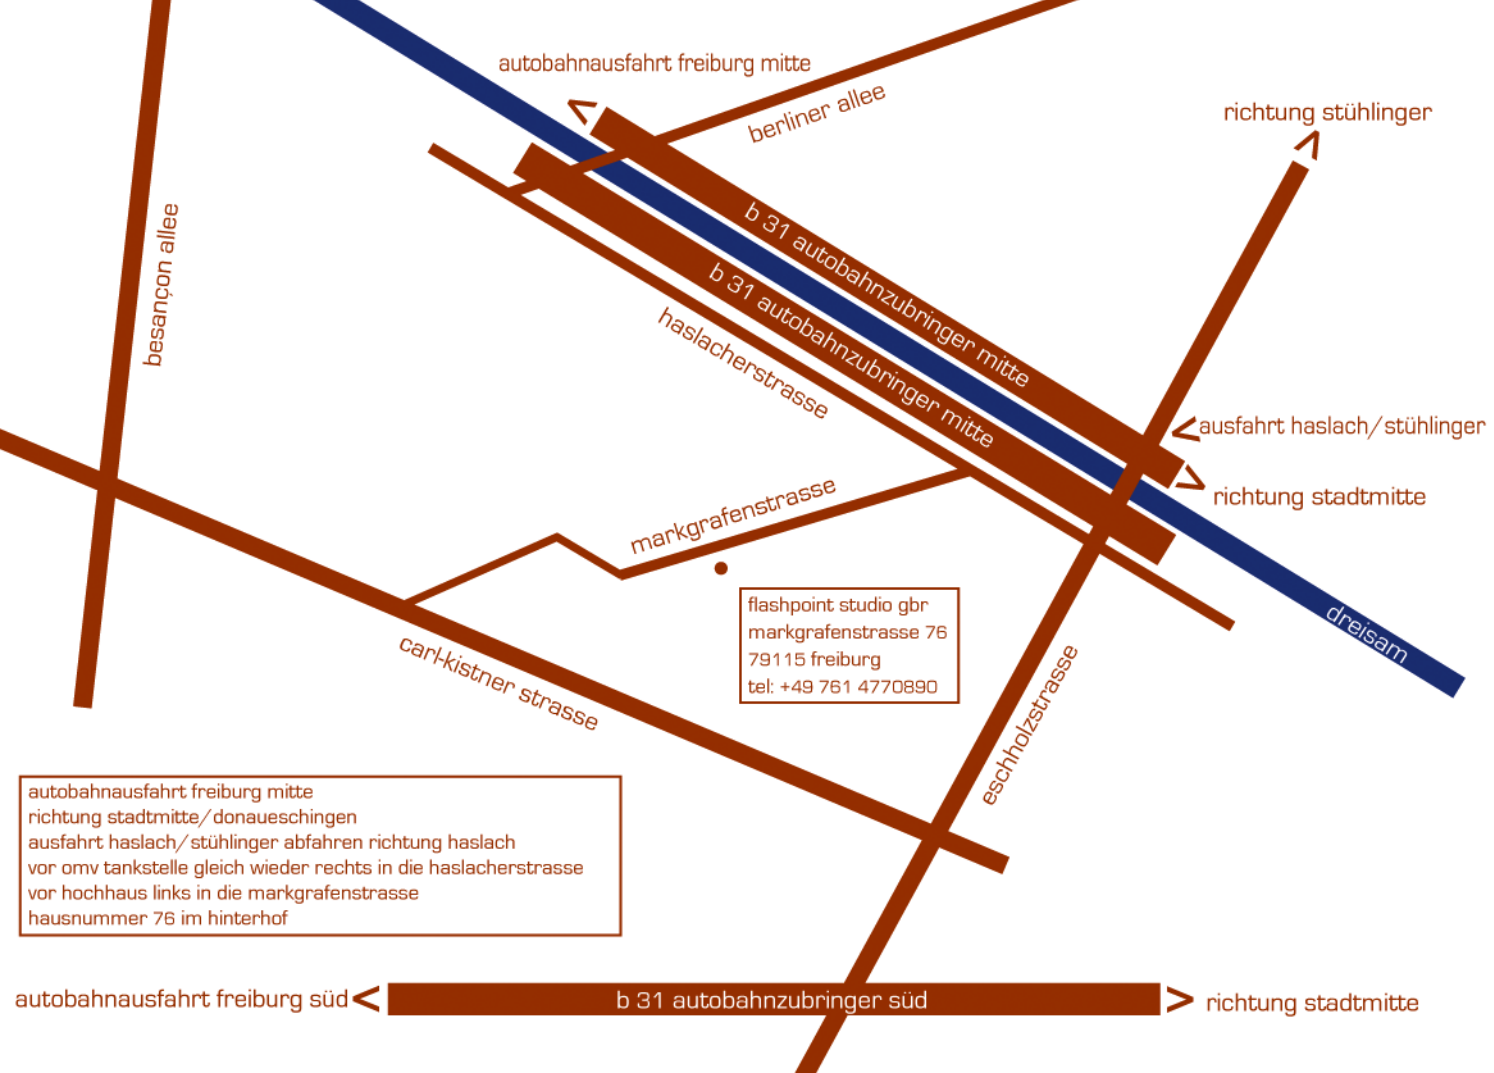 autobahnausfahrt freiburg mitte
berliner allee
richtung stühlinger
besançon allee
b 31 autobahnzubringer mitte
b 31 autobahnzubringer mitte
haslacherstrasse
ausfahrt haslach/stühlinger
richtung stadtmitte
markgrafenstrasse
dreisam
flashpoint studio gbr
markgrafenstrasse 76
79115 freiburg
tel: +49 761 4770890
carl-kistner strasse
eschholzstrasse
autobahnausfahrt freiburg mitte
richtung stadtmitte/donaueschingen
ausfahrt haslach/stühlinger abfahren richtung haslach
vor omv tankstelle gleich wieder rechts in die haslacherstrasse
vor hochhaus links in die markgrafenstrasse
hausnummer 76 im hinterhof
autobahnausfahrt freiburg süd
b 31 autobahnzubringer süd
richtung stadtmitte